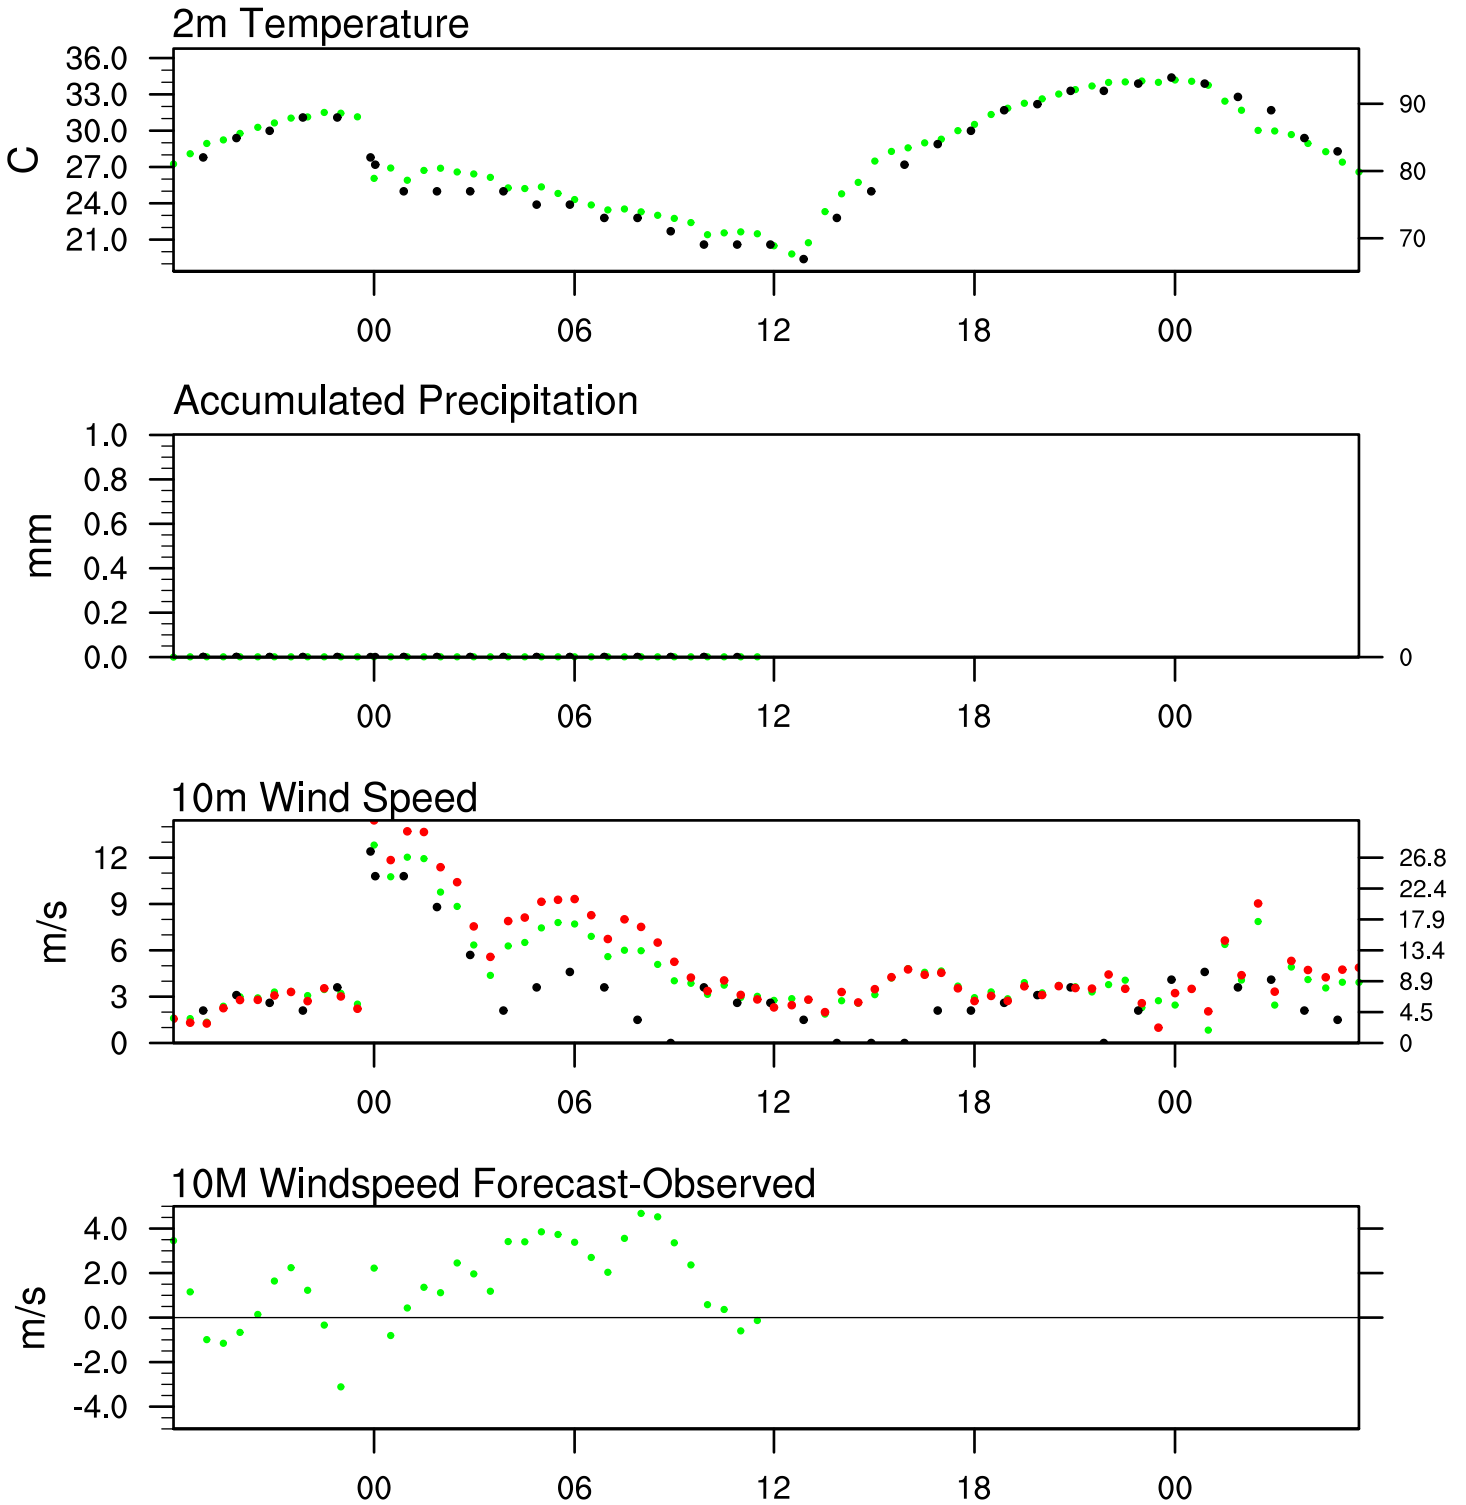 2m Temperature
36.0
33.0
30.0
27.0
24.0
21.0
C
90
80
70
00 06 12 18 00
Accumulated Precipitation
1.0
0.8
0.6
0.4
0.2
0.0
mm
0
00 06 12 18 00
10m Wind Speed
12
9
6
3
0
m/s
26.8
22.4
17.9
13.4
8.9
4.5
0
00 06 12 18 00
10M Windspeed Forecast-Observed
4.0
2.0
0.0
-2.0
-4.0
m/s
00 06 12 18 00